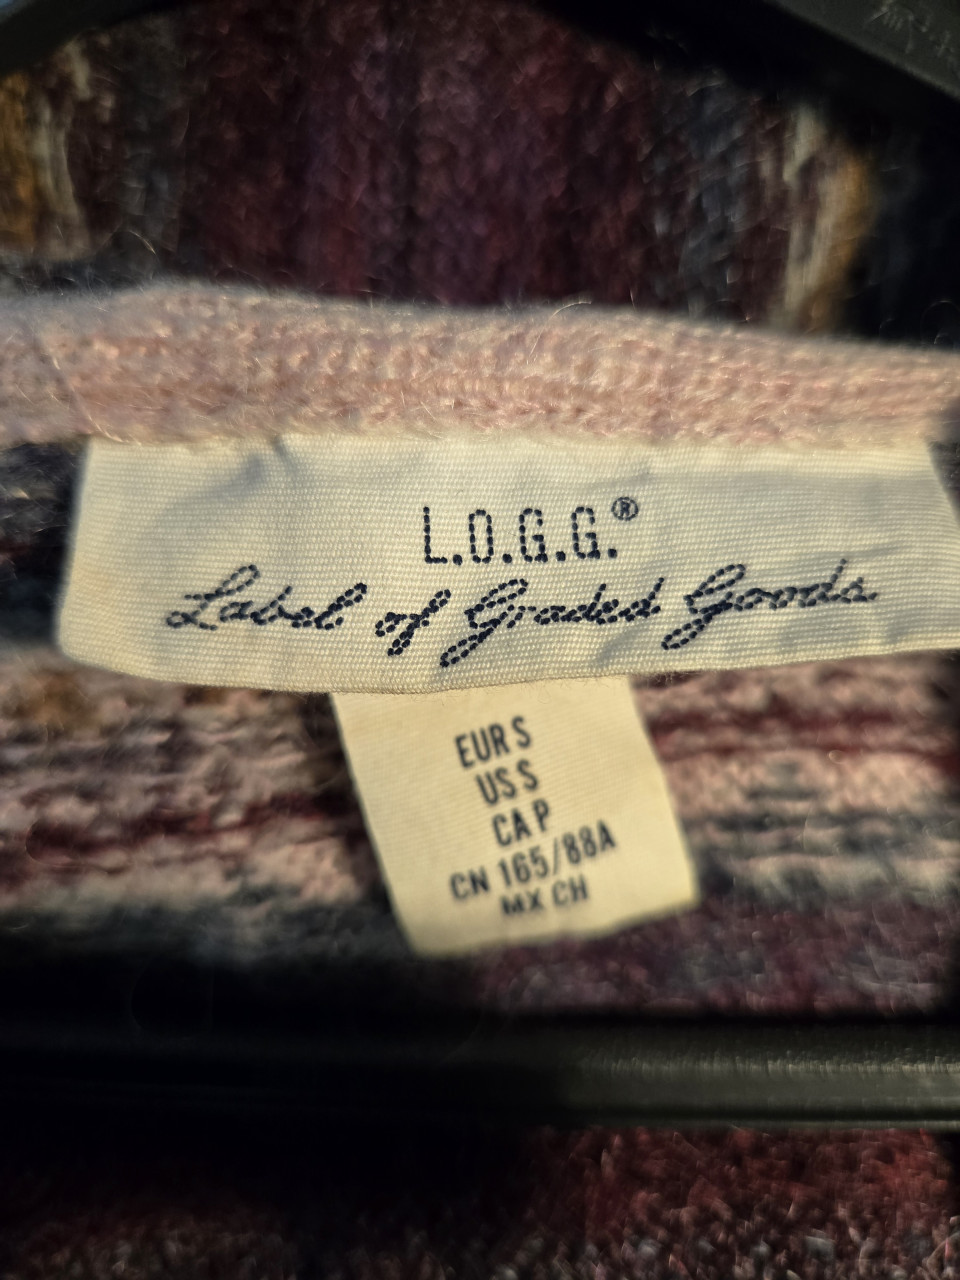 L.O.G.G.®
Label of Graded Goods
EUR S
US S
CA P
CN 165/88A
MX CH